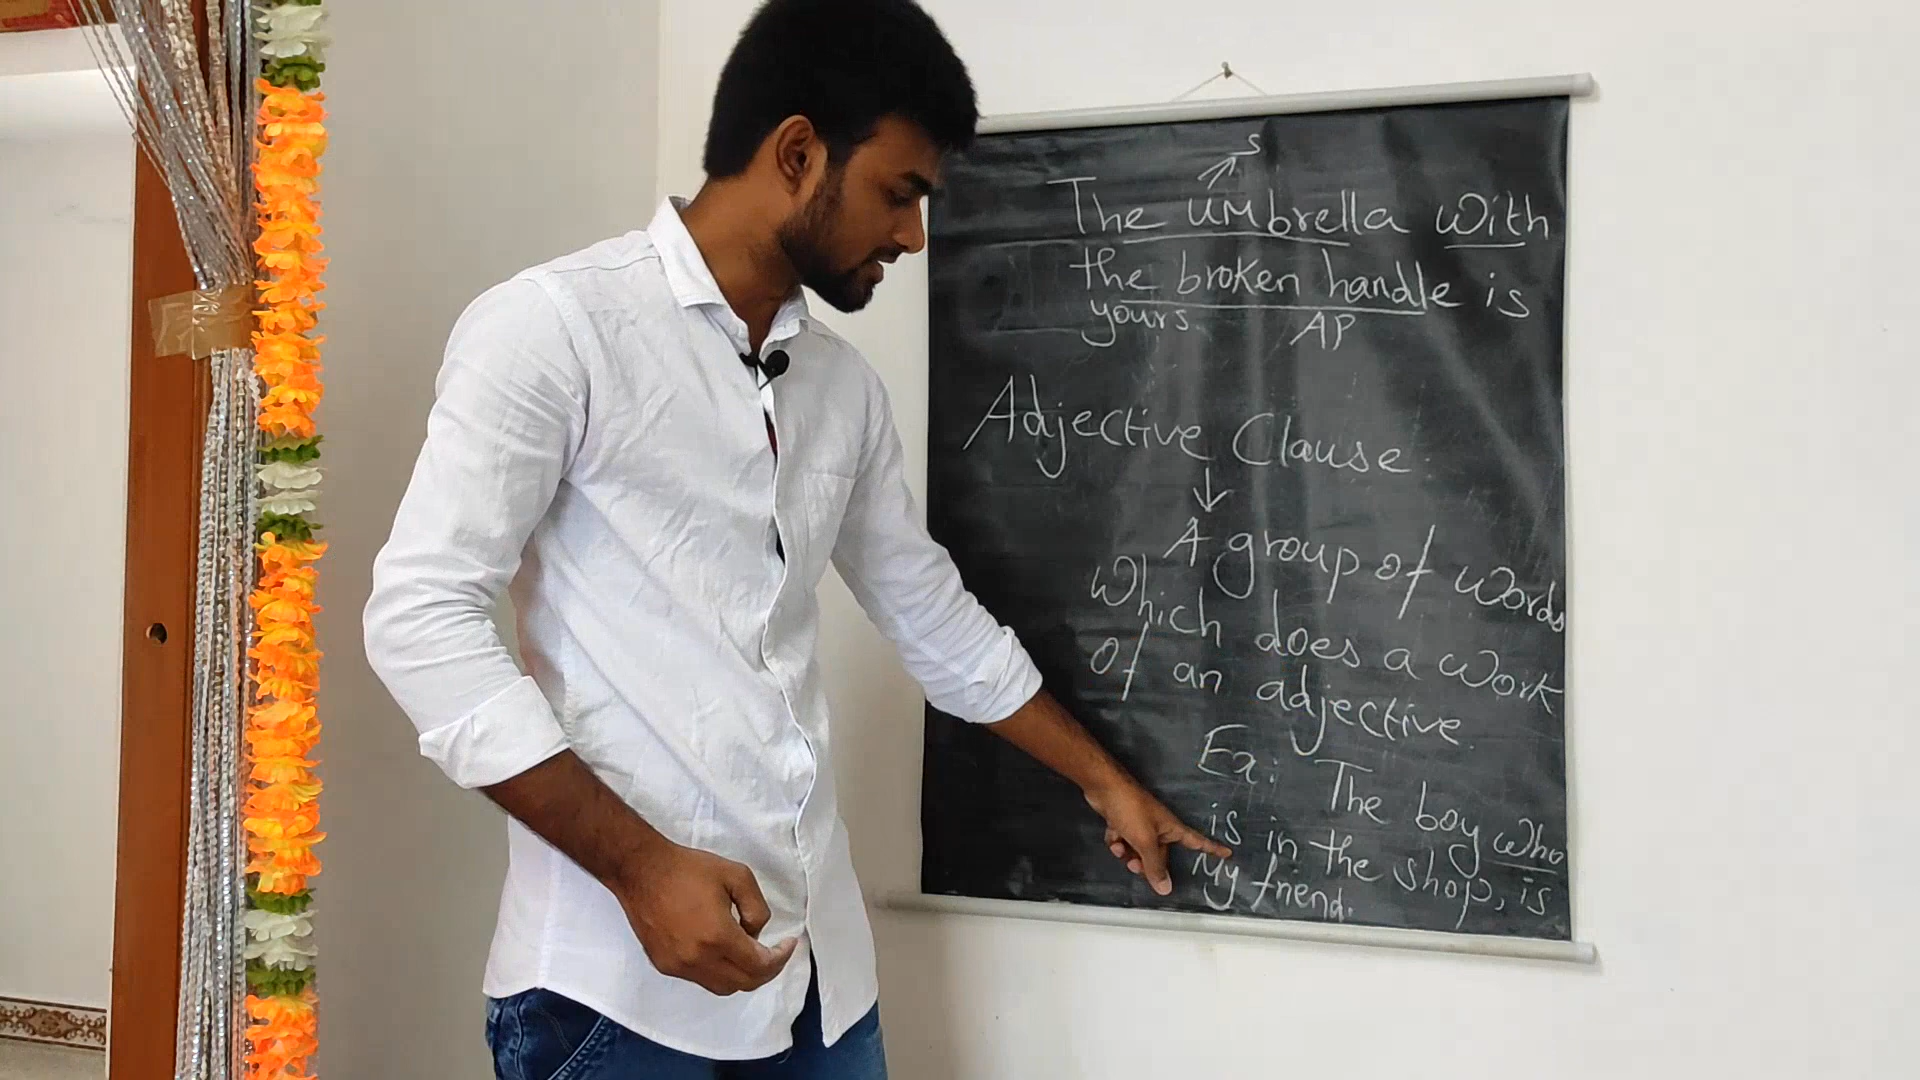 S
The umbrella with
the broken handle is
yours. AP
Adjective Clause.
A group of words
which does a work
of an adjective.
Ex: The boy who
is in the shop, is
My friend.